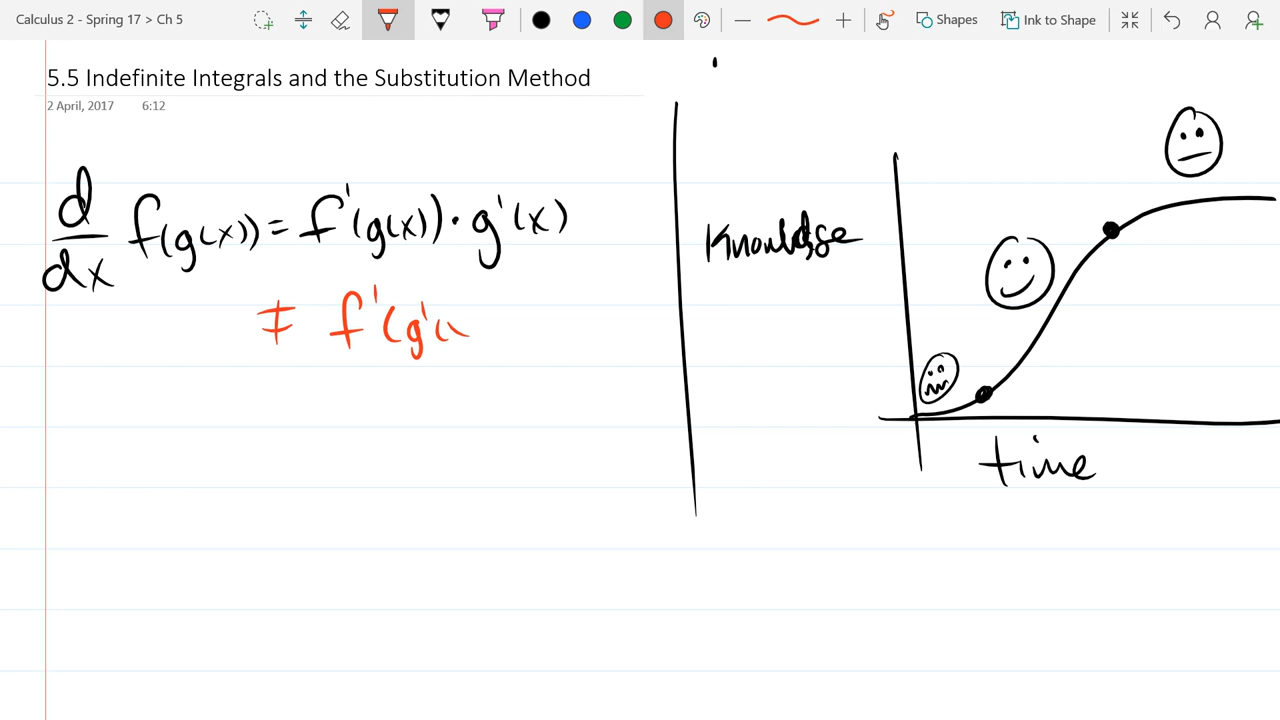 Calculus 2 - Spring 17 > Ch 5
Shapes
Ink to Shape
5.5 Indefinite Integrals and the Substitution Method
2 April, 2017 6:12
d/dx f(g(x)) = f'(g(x)) · g'(x)
≠ f'(g'(
Knowldge
time